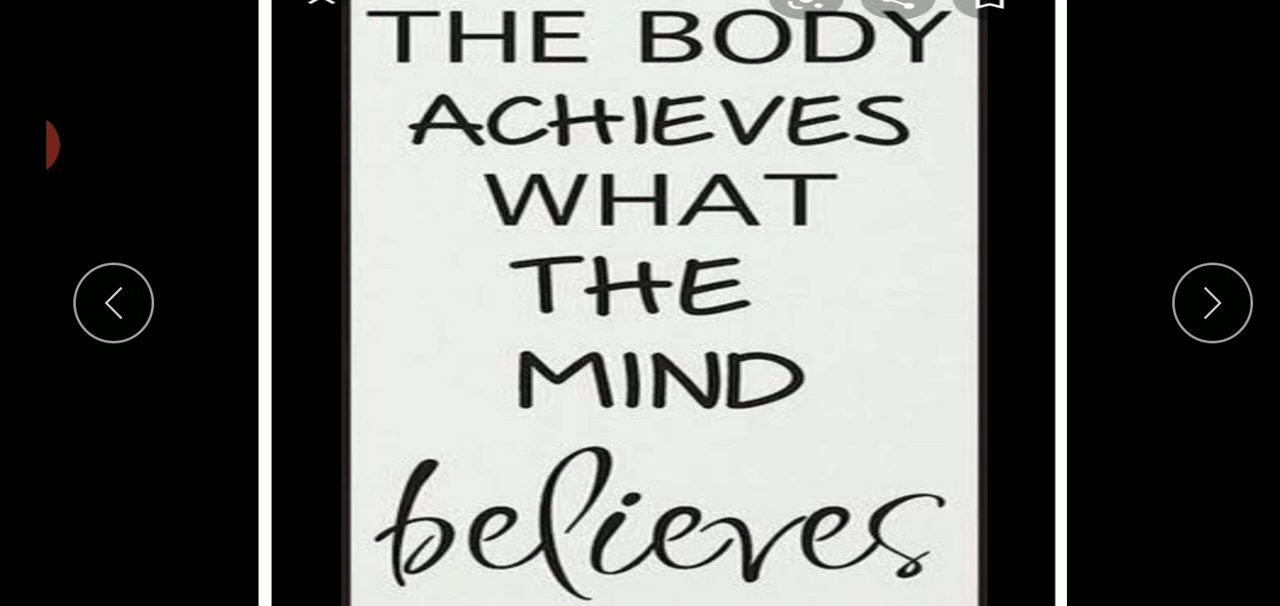 THE BODY
ACHIEVES
WHAT
THE
MIND
believes